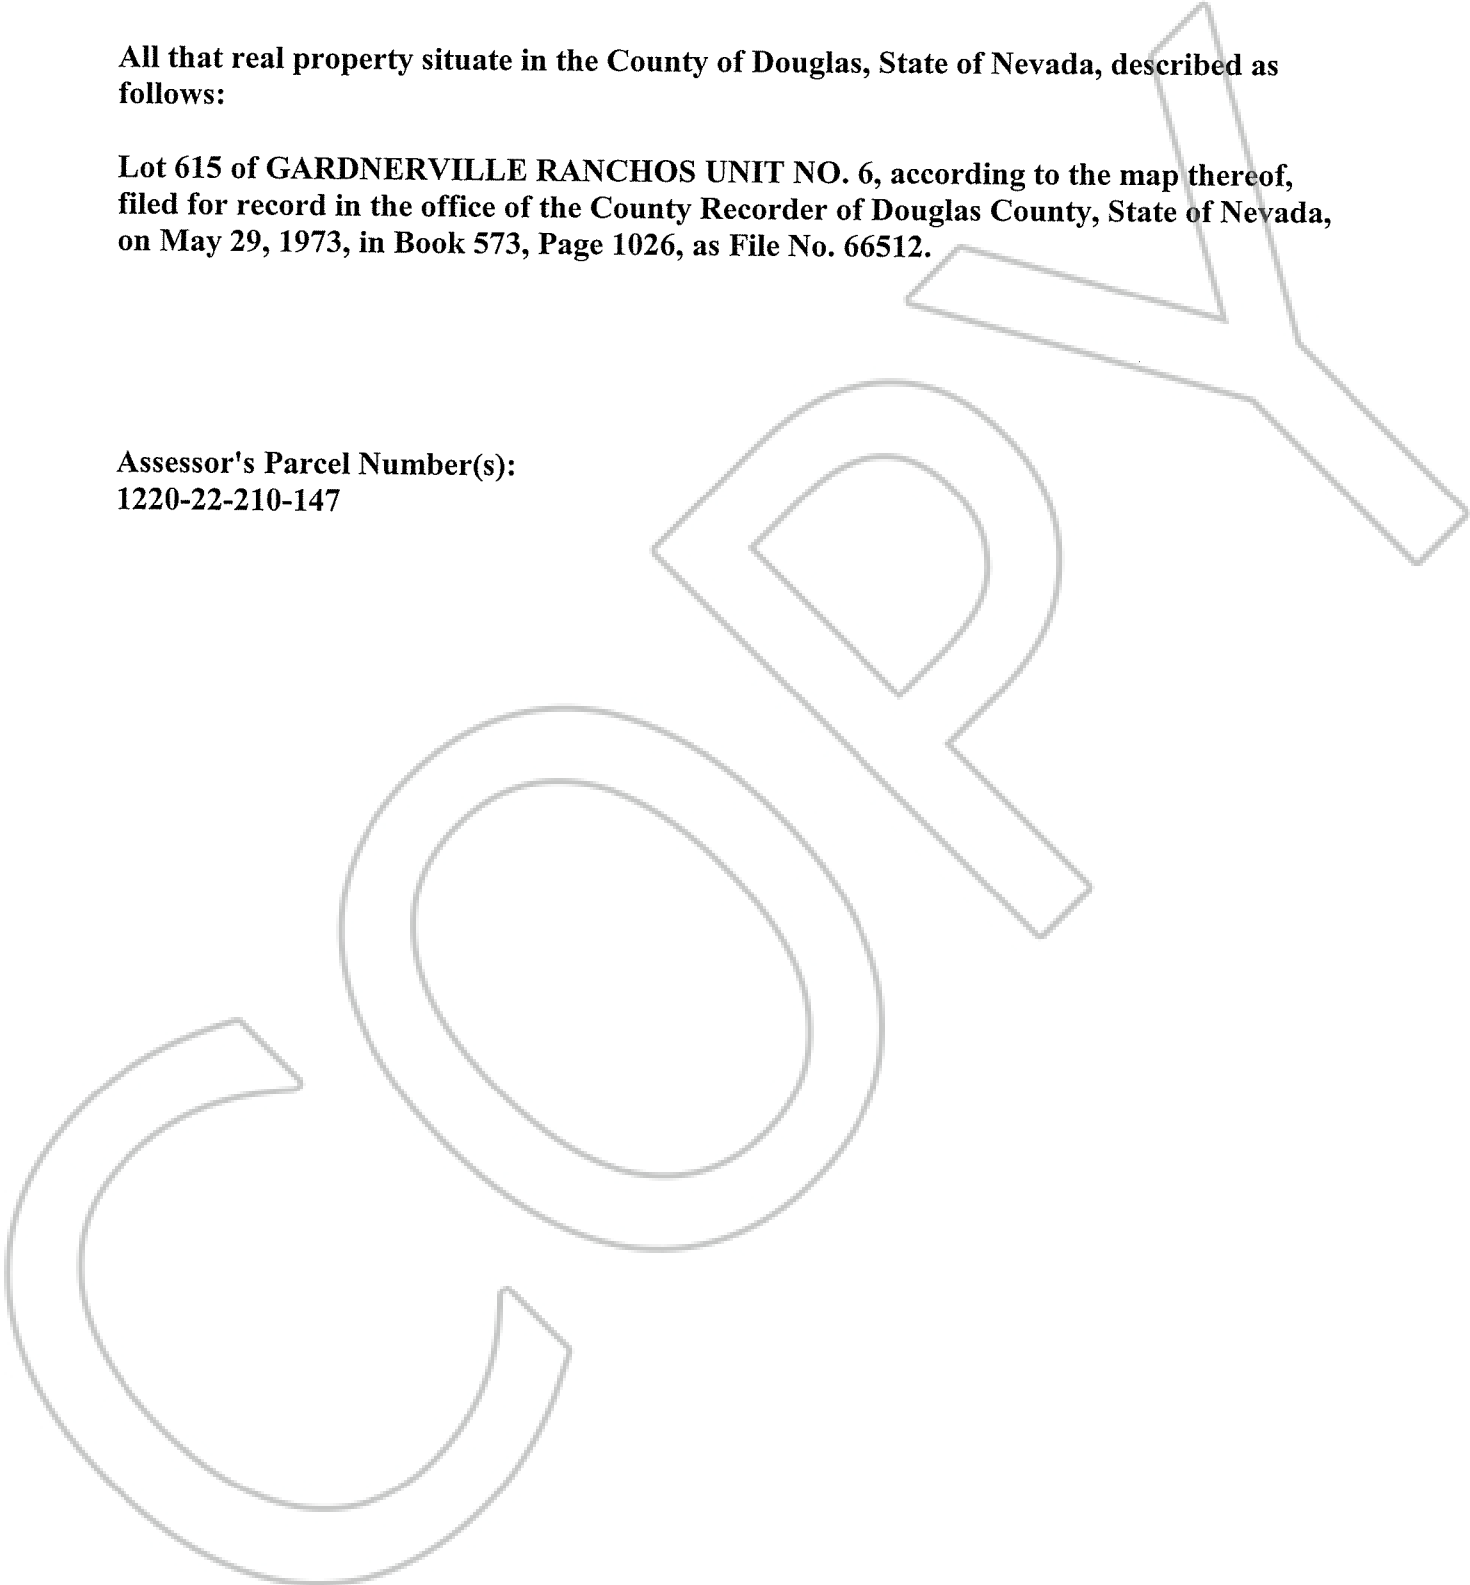 All that real property situate in the County of Douglas, State of Nevada, described as
follows:
Lot 615 of GARDNERVILLE RANCHOS UNIT NO. 6, according to the map thereof,
filed for record in the office of the County Recorder of Douglas County, State of Nevada,
on May 29, 1973, in Book 573, Page 1026, as File No. 66512.
Assessor's Parcel Number(s):
1220-22-210-147
COPY